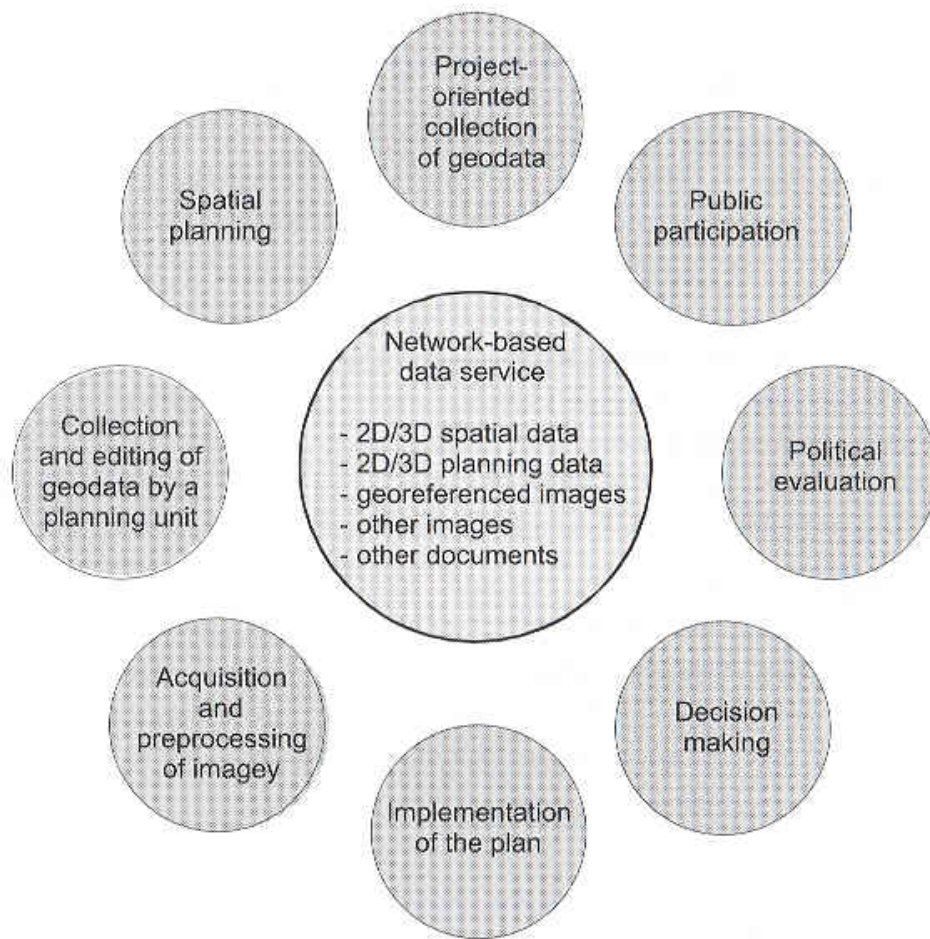 Project-
oriented
collection
of geodata
Spatial
planning
Public
participation
Network-based
data service
- 2D/3D spatial data
- 2D/3D planning data
- georeferenced images
- other images
- other documents
Collection
and editing of
geodata by a
planning unit
Political
evaluation
Acquisition
and
preprocessing
of imagey
Decision
making
Implementation
of the plan